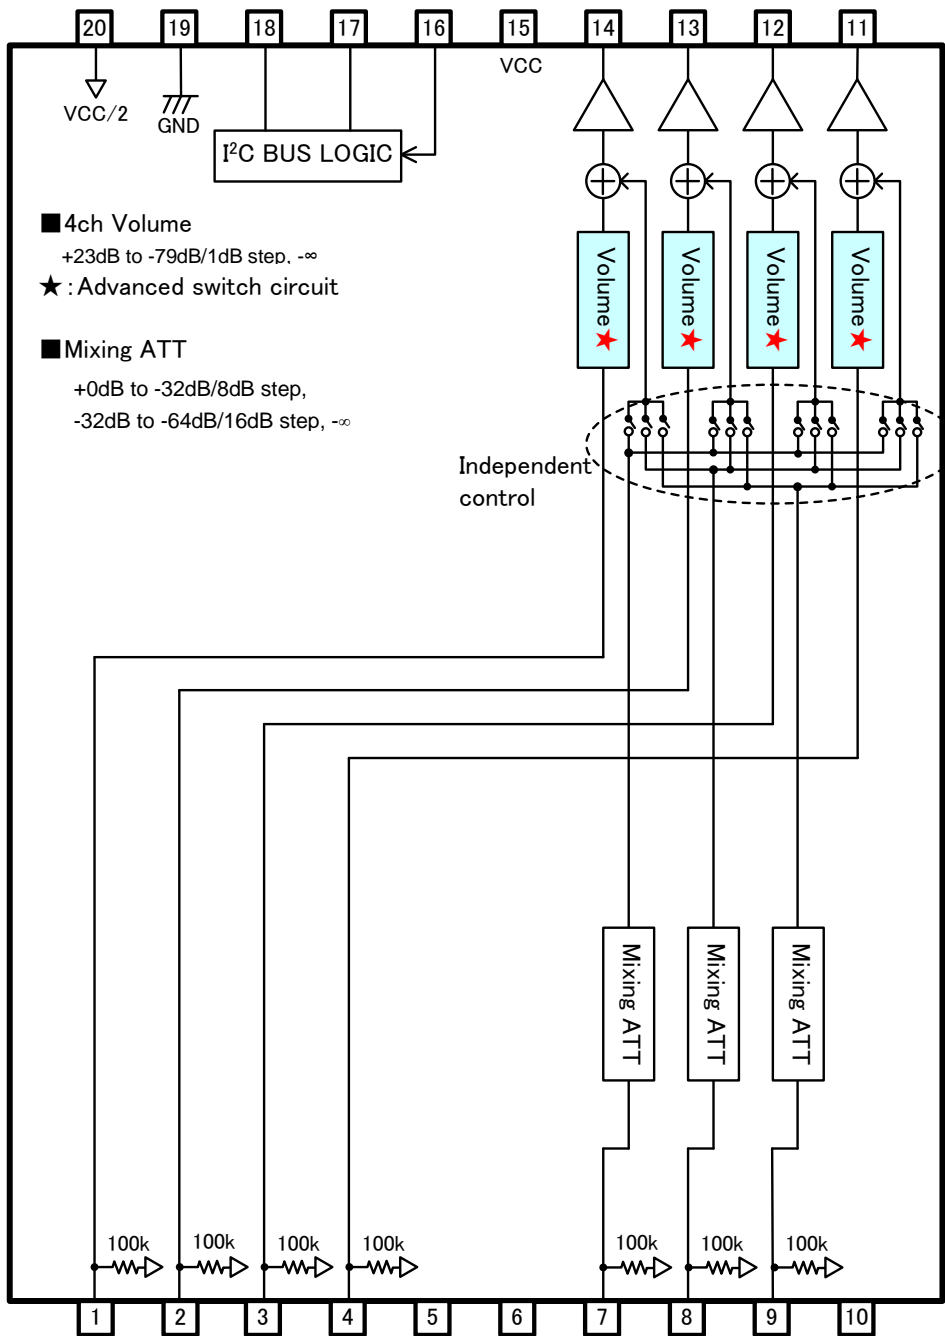 20 19 18 17 16 15 14 13 12 11
VCC
VCC/2
GND
I²C BUS LOGIC
■4ch Volume
+23dB to -79dB/1dB step, -∞
★:Advanced switch circuit
Volume★ Volume★ Volume★ Volume★
■Mixing ATT
+0dB to -32dB/8dB step,
-32dB to -64dB/16dB step, -∞
Independent
control
Mixing ATT Mixing ATT Mixing ATT
100k 100k 100k 100k 100k 100k 100k
1 2 3 4 5 6 7 8 9 10